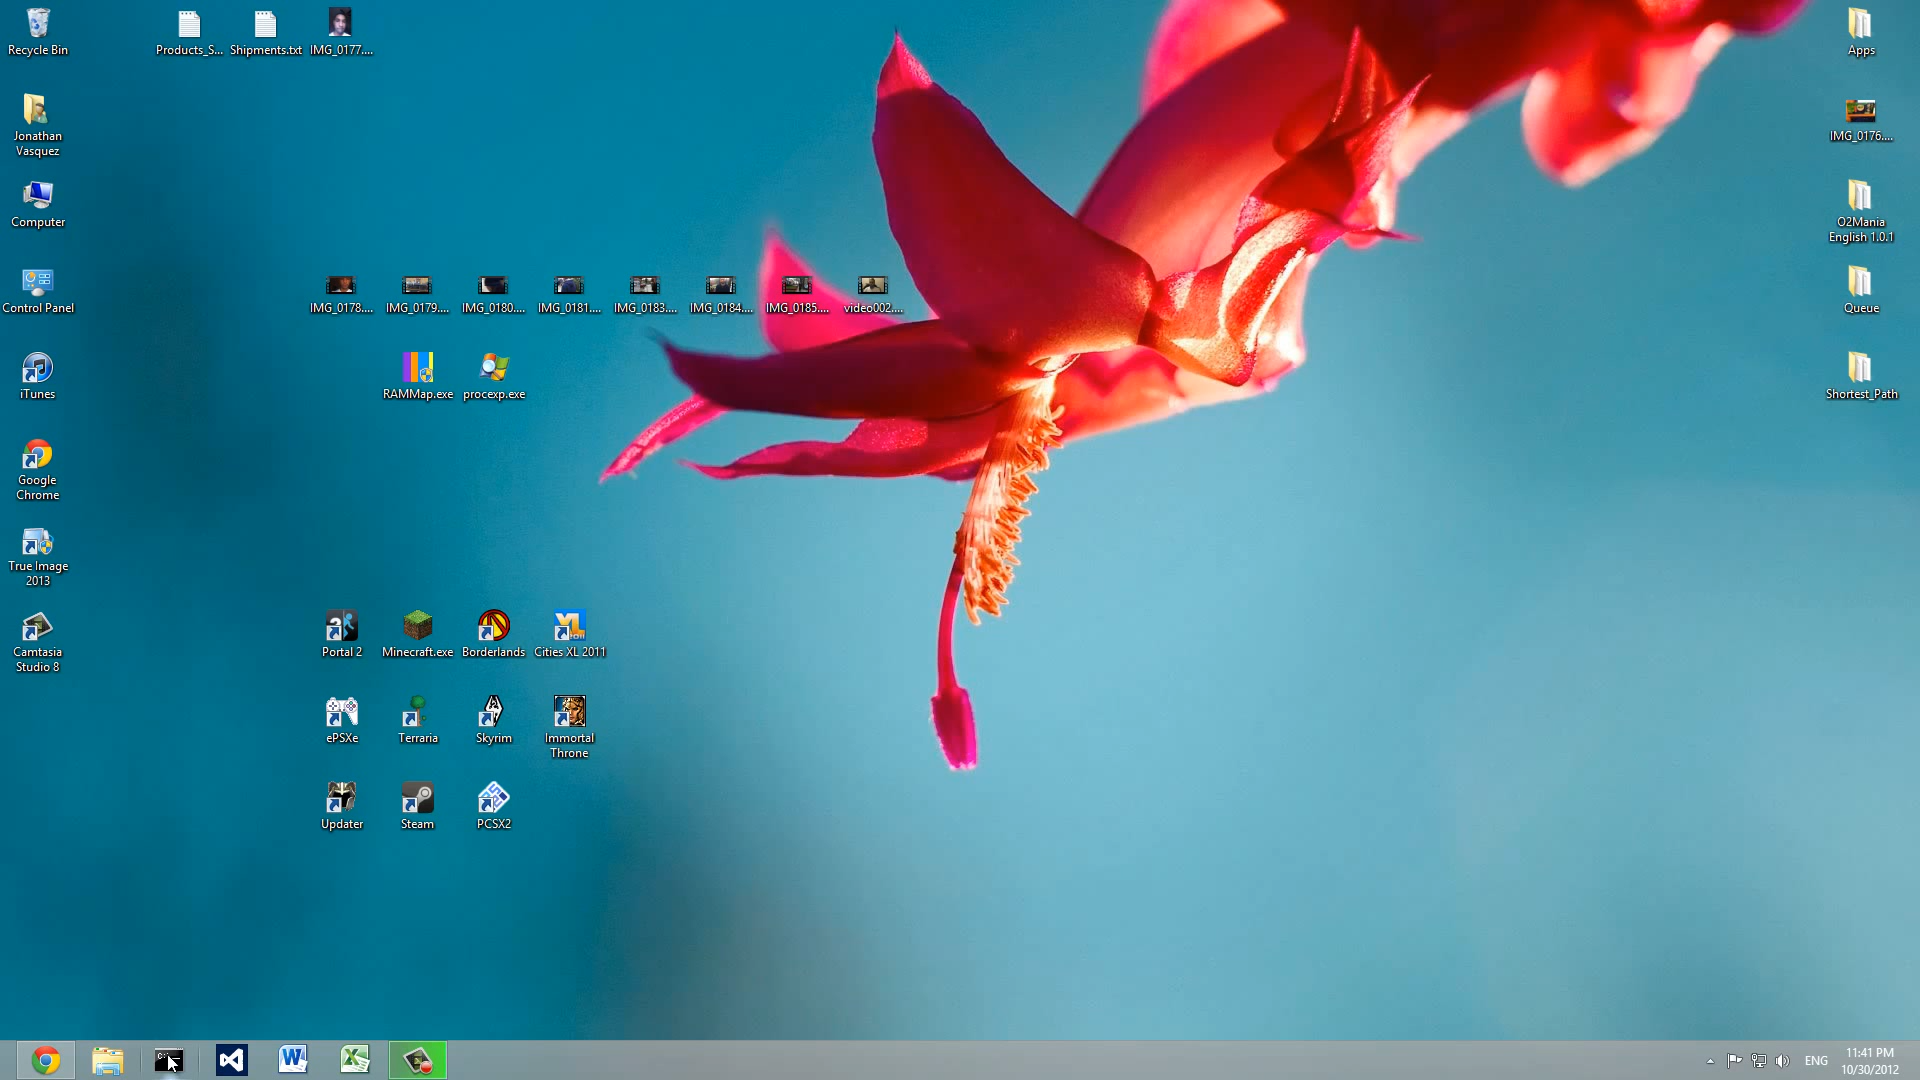 Recycle Bin
Products_S...
Shipments.txt
IMG_0177....
Apps
Jonathan
Vasquez
IMG_0176....
Computer
O2Mania
English 1.0.1
Control Panel
IMG_0178....
IMG_0179....
IMG_0180....
IMG_0181....
IMG_0183....
IMG_0184....
IMG_0185....
video002....
Queue
iTunes
RAMMap.exe
procexp.exe
Shortest_Path
Google
Chrome
True Image
2013
Camtasia
Studio 8
Portal 2
Minecraft.exe
Borderlands
Cities XL 2011
ePSXe
Terraria
Skyrim
Immortal
Throne
Updater
Steam
PCSX2
ENG
11:41 PM
10/30/2012